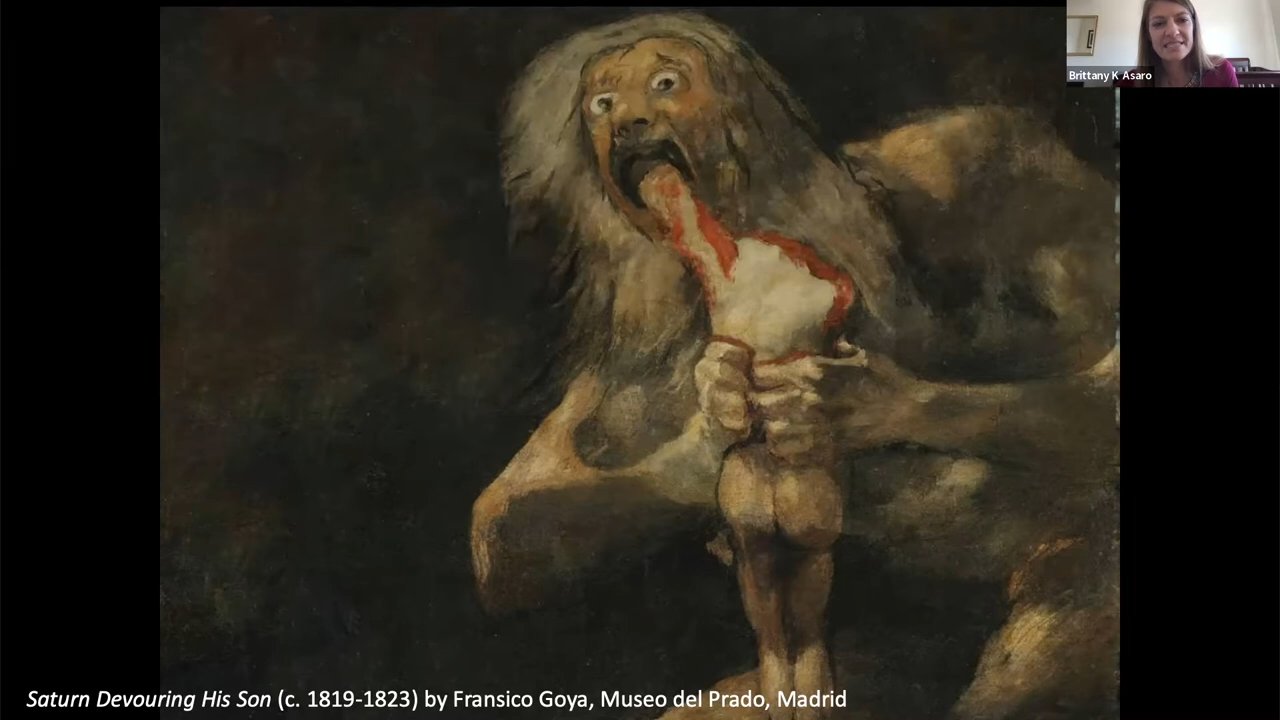 Brittany K Asaro
Saturn Devouring His Son (c. 1819-1823) by Fransico Goya, Museo del Prado, Madrid